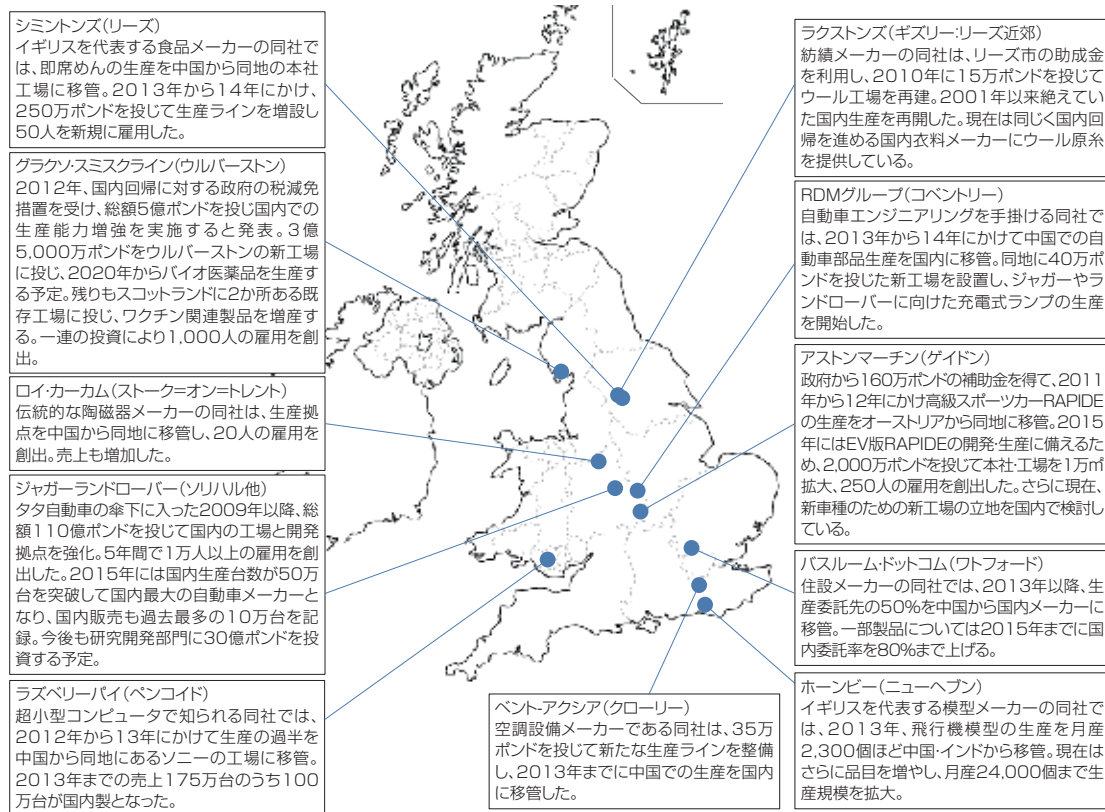 シミントンズ(リーズ)
イギリスを代表する食品メーカーの同社で
は、即席めんの生産を中国から同地の本社
工場に移管。2013年から14年にかけ、
250万ポンドを投じて生産ラインを増設し
50人を新規に雇用した。
グラクソ・スミスクライン(ウルバーストン)
2012年、国内回帰に対する政府の税減免
措置を受け、総額5億ポンドを投じ国内での
生産能力増強を実施すると発表。3億
5,000万ポンドをウルバーストンの新工場
に投じ、2020年からバイオ医薬品を生産す
る予定。残りもスコットランドに2か所ある既
存工場に投じ、ワクチン関連製品を増産す
る。一連の投資により1,000人の雇用を創
出。
ロイ・カーカム(ストーク=オン=トレント)
伝統的な陶磁器メーカーの同社は、生産拠
点を中国から同地に移管し、20人の雇用を
創出。売上も増加した。
ジャガーランドローバー(ソリハル他)
タタ自動車の傘下に入った2009年以降、総
額110億ポンドを投じて国内の工場と開発
拠点を強化。5年間で1万人以上の雇用を創
出した。2015年には国内生産台数が50万
台を突破して国内最大の自動車メーカーと
なり、国内販売も過去最多の10万台を記
録。今後も研究開発部門に30億ポンドを投
資する予定。
ラズベリーパイ(ペンコイド)
超小型コンピュータで知られる同社では、
2012年から13年にかけて生産の過半を
中国から同地にあるソニーの工場に移管。
2013年までの売上175万台のうち100
万台が国内製となった。
ベント-アクシア(クローリー)
空調設備メーカーである同社は、35万
ポンドを投じて新たな生産ラインを整備
し、2013年までに中国での生産を国内
に移管した。
ラクストンズ(ギズリー:リーズ近郊)
紡績メーカーの同社は、リーズ市の助成金
を利用し、2010年に15万ポンドを投じて
ウール工場を再建。2001年以来絶えてい
た国内生産を再開した。現在は同じく国内回
帰を進める国内衣料メーカーにウール原糸
を提供している。
RDMグループ(コベントリー)
自動車エンジニアリングを手掛ける同社で
は、2013年から14年にかけて中国での自
動車部品生産を国内に移管。同地に40万ポ
ンドを投じた新工場を設置し、ジャガーやラ
ンドローバーに向けた充電式ランプの生産
を開始した。
アストンマーチン(ゲイドン)
政府から160万ポンドの補助金を得て、2011
年から12年にかけ高級スポーツカーRAPIDE
の生産をオーストリアから同地に移管。2015
年にはEV版RAPIDEの開発・生産に備えるた
め、2,000万ポンドを投じて本社・工場を1万㎡
拡大、250人の雇用を創出した。さらに現在、
新車種のための新工場の立地を国内で検討し
ている。
バスルーム・ドットコム(ワトフォード)
住設メーカーの同社では、2013年以降、生
産委託先の50%を中国から国内メーカーに
移管。一部製品については2015年までに国
内委託率を80%まで上げる。
ホーンビー(ニューヘブン)
イギリスを代表する模型メーカーの同社で
は、2013年、飛行機模型の生産を月産
2,300個ほど中国・インドから移管。現在は
さらに品目を増やし、月産24,000個まで生
産規模を拡大。